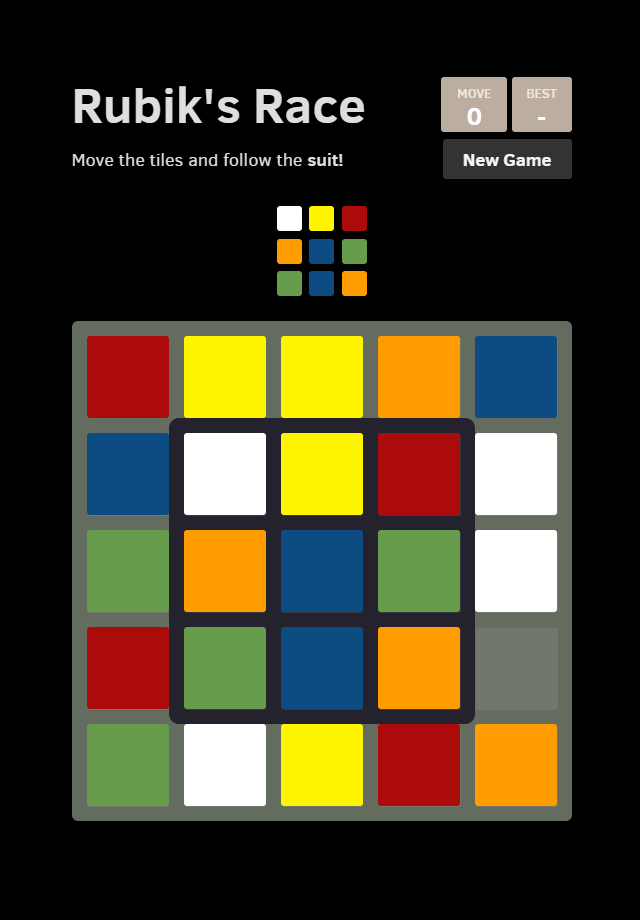 Rubik's Race
MOVE
0
BEST
-
Move the tiles and follow the suit!
New Game